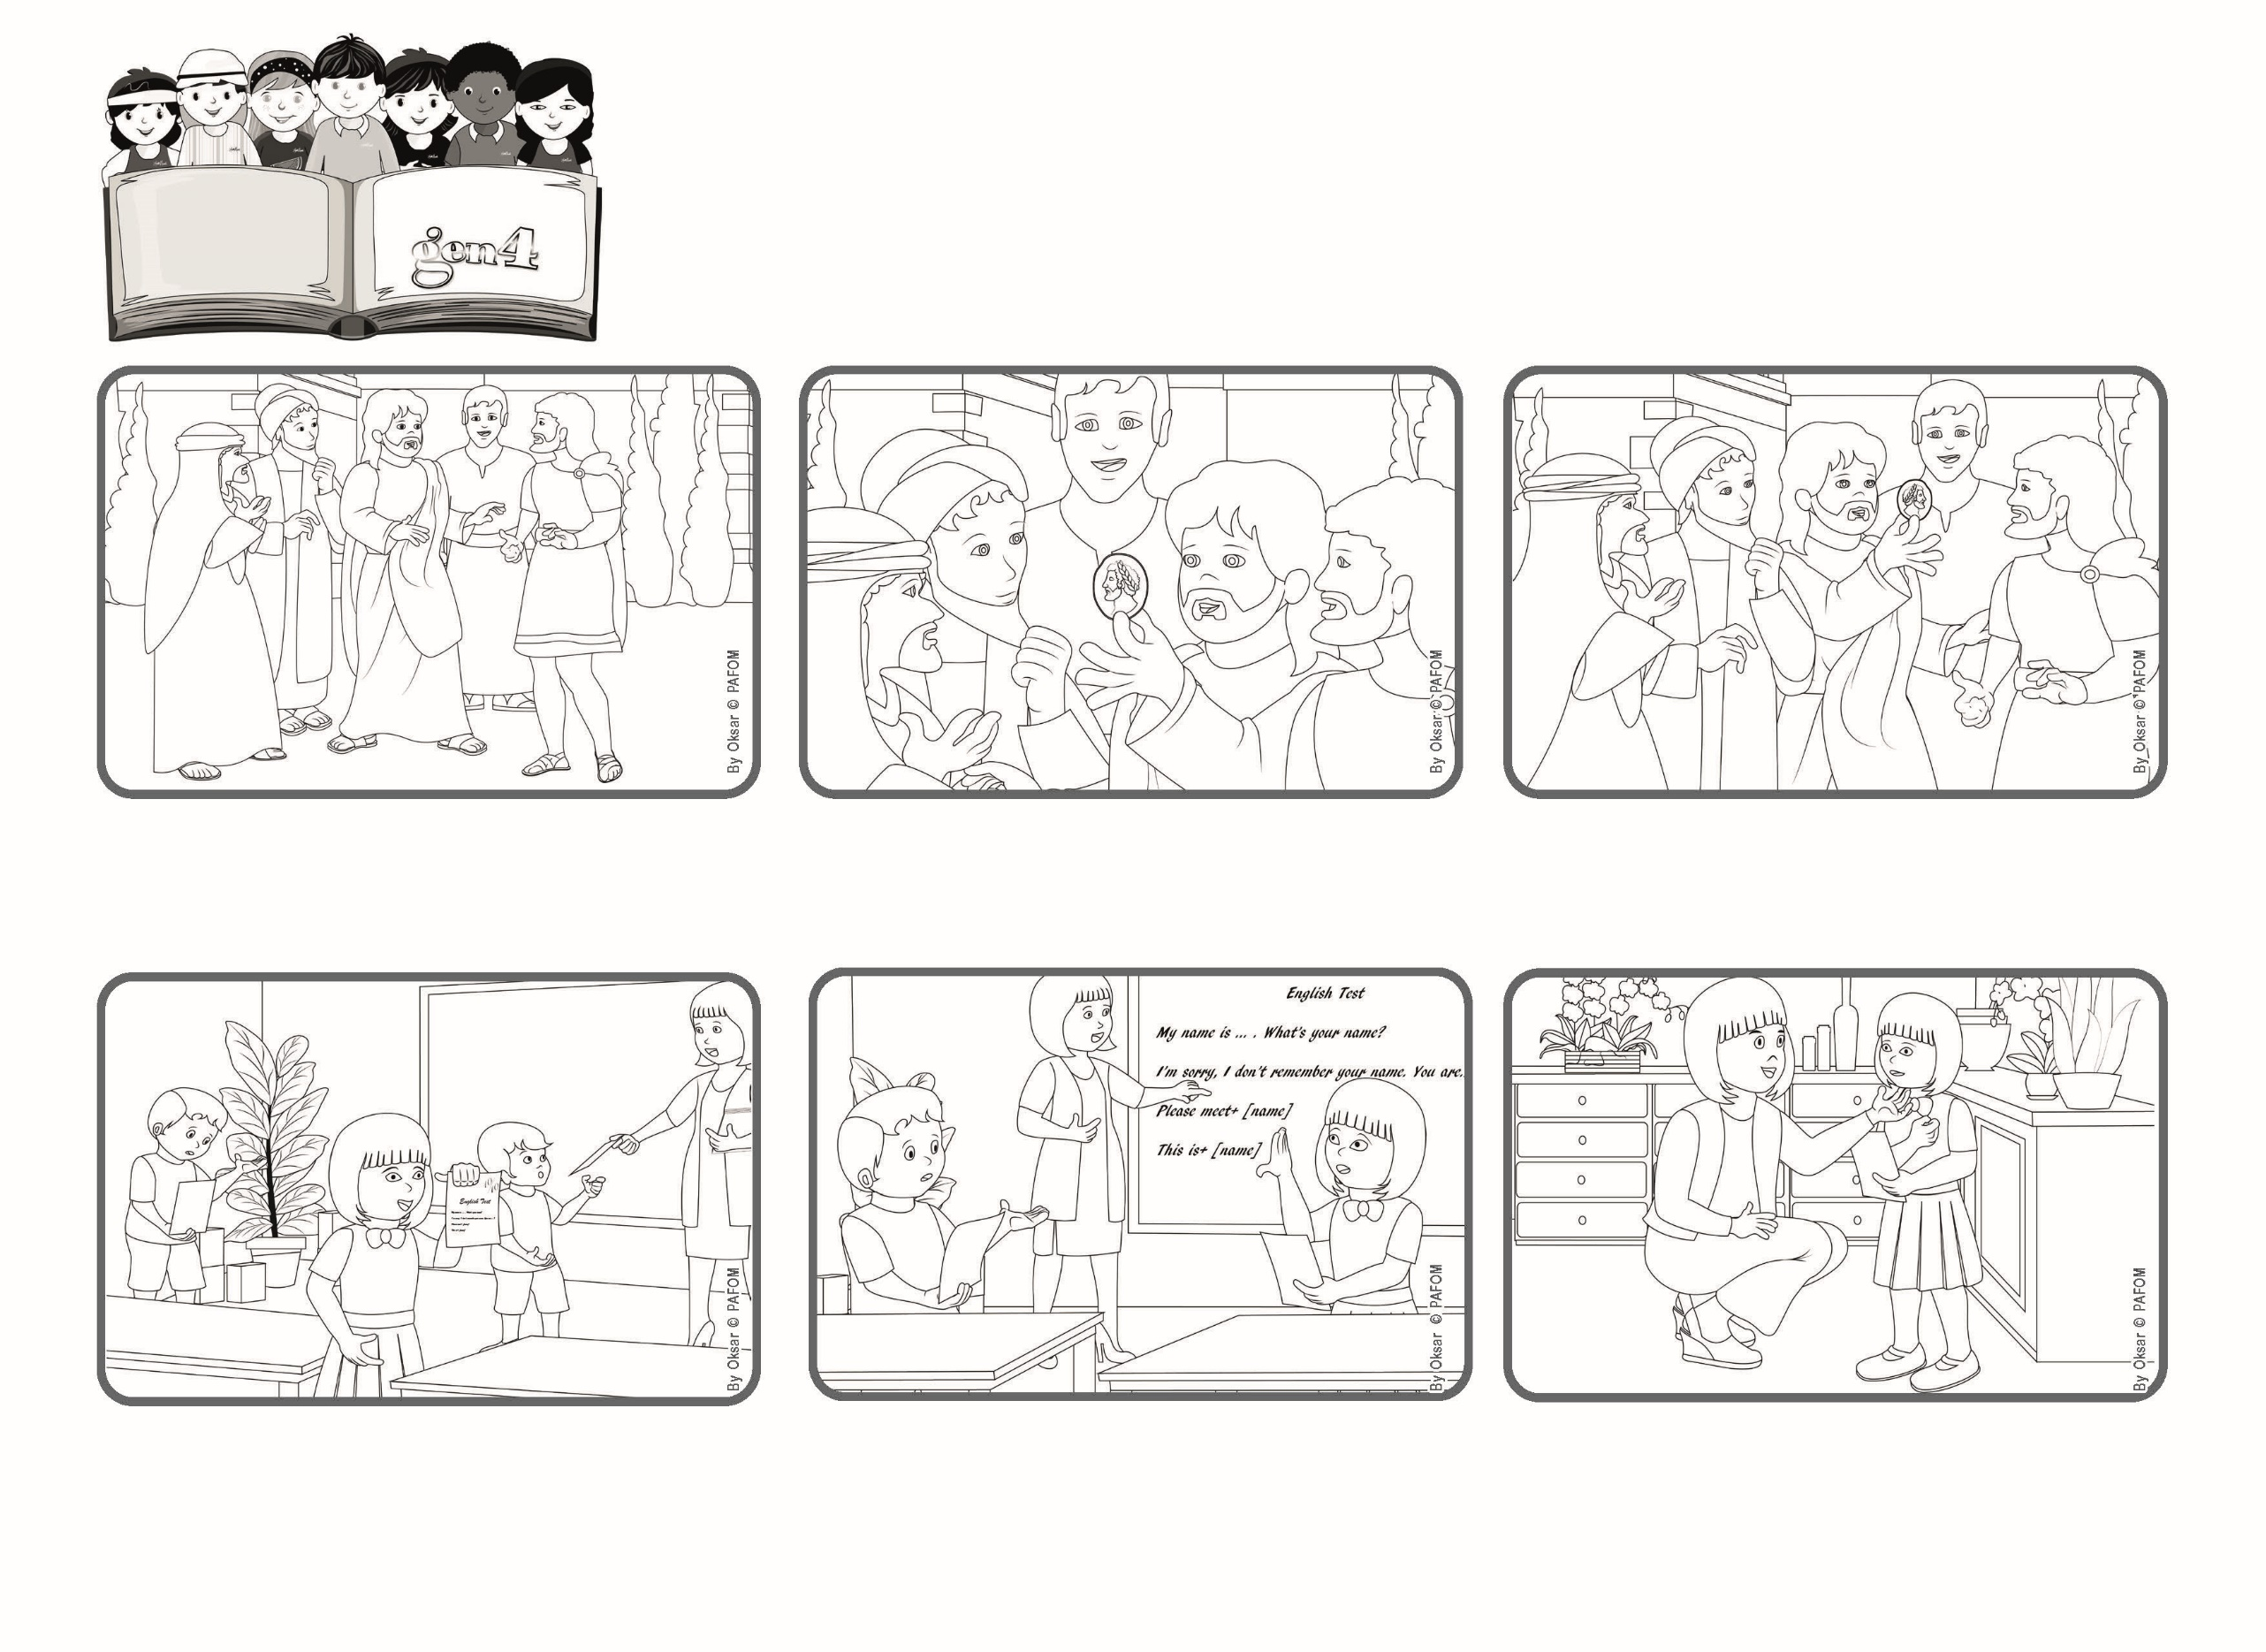 gen4
By Oksar © PAFOM
By Oksar © PAFOM
By Oksar © PAFOM
English Test
By Oksar © PAFOM
English Test
My name is ... . What's your name?
I'm sorry, I don't remember your name. You are.
Please meet+ [name]
This is+ [name]
By Oksar © PAFOM
By Oksar © PAFOM